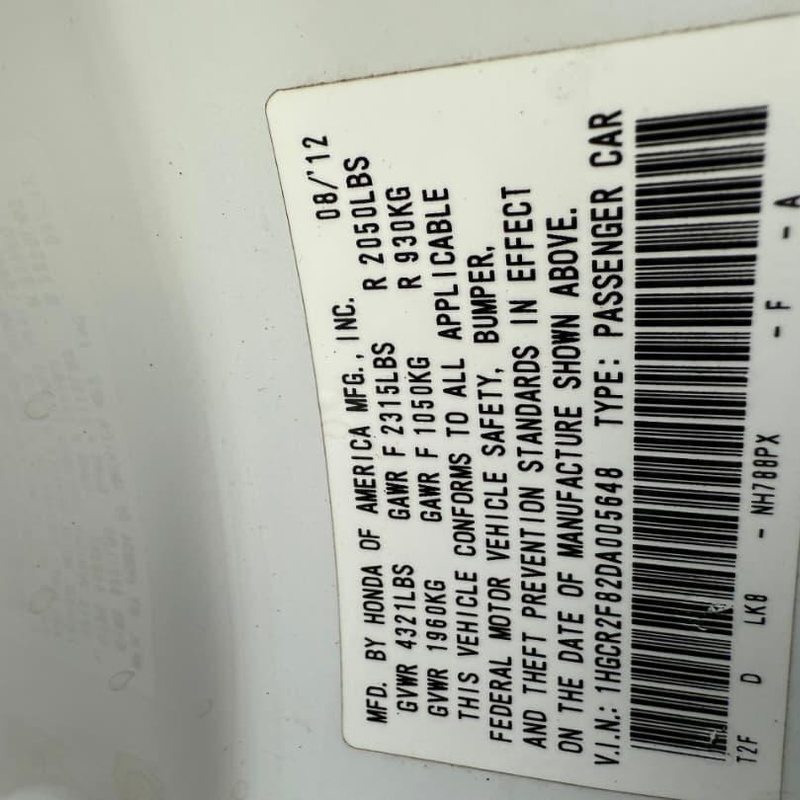 MFD. BY HONDA OF AMERICA MFG., INC. 08/'12
GVWR 4321LBS GAWR F 2315LBS R 2050LBS
GVWR 1960KG GAWR F 1050KG R 930KG
THIS VEHICLE CONFORMS TO ALL APPLICABLE
FEDERAL MOTOR VEHICLE SAFETY, BUMPER,
AND THEFT PREVENTION STANDARDS IN EFFECT
ON THE DATE OF MANUFACTURE SHOWN ABOVE.
V.I.N.: 1HGCR2F82DA005648 TYPE: PASSENGER CAR
T2F D LK8 - NH788PX - F - A